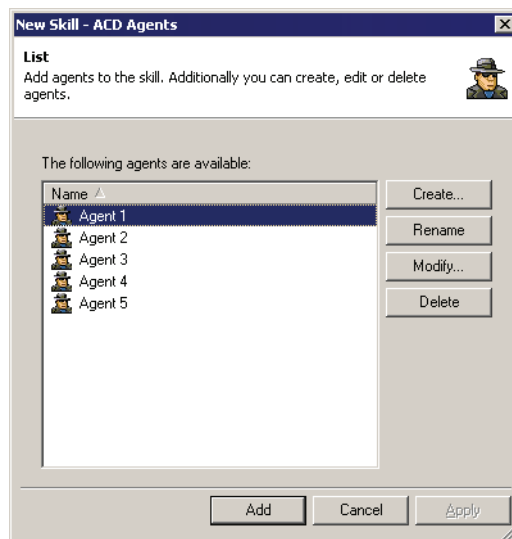 New Skill - ACD Agents
List
Add agents to the skill. Additionally you can create, edit or delete
agents.
The following agents are available:
Name
Agent 1
Agent 2
Agent 3
Agent 4
Agent 5
Create...
Rename
Modify...
Delete
Add
Cancel
Apply